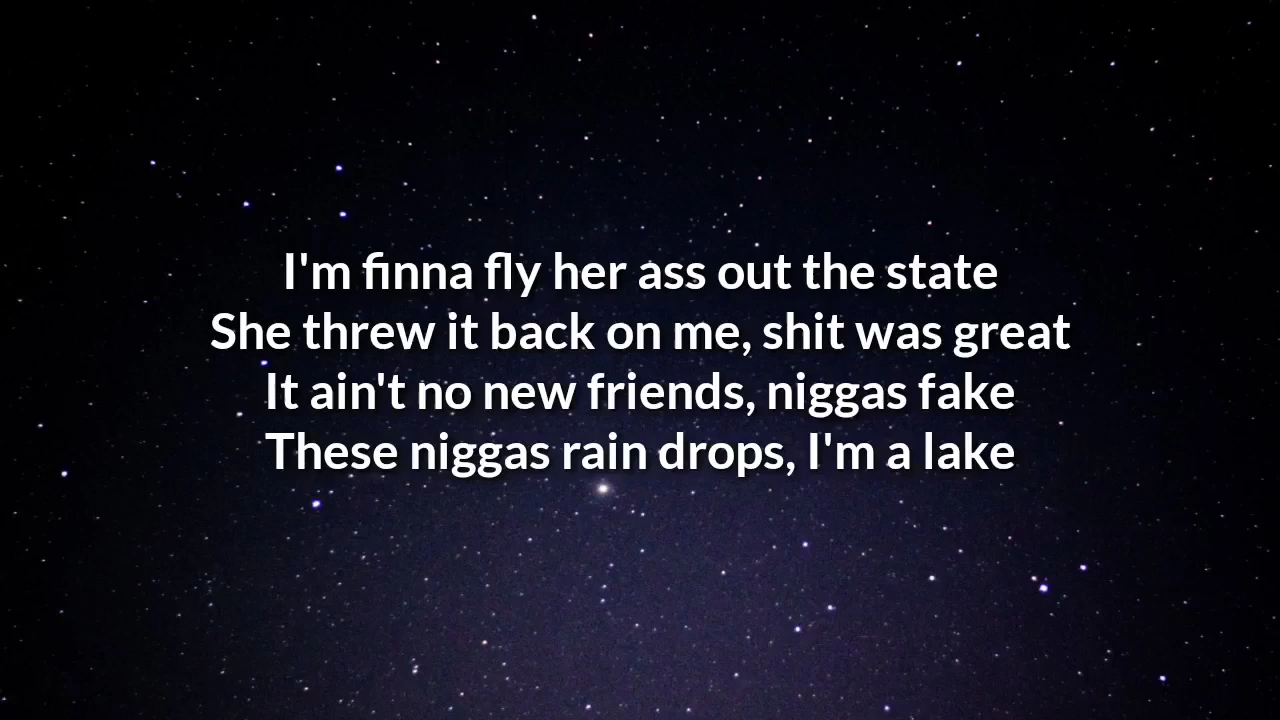 I'm finna fly her ass out the state
She threw it back on me, shit was great
It ain't no new friends, niggas fake
These niggas rain drops, I'm a lake